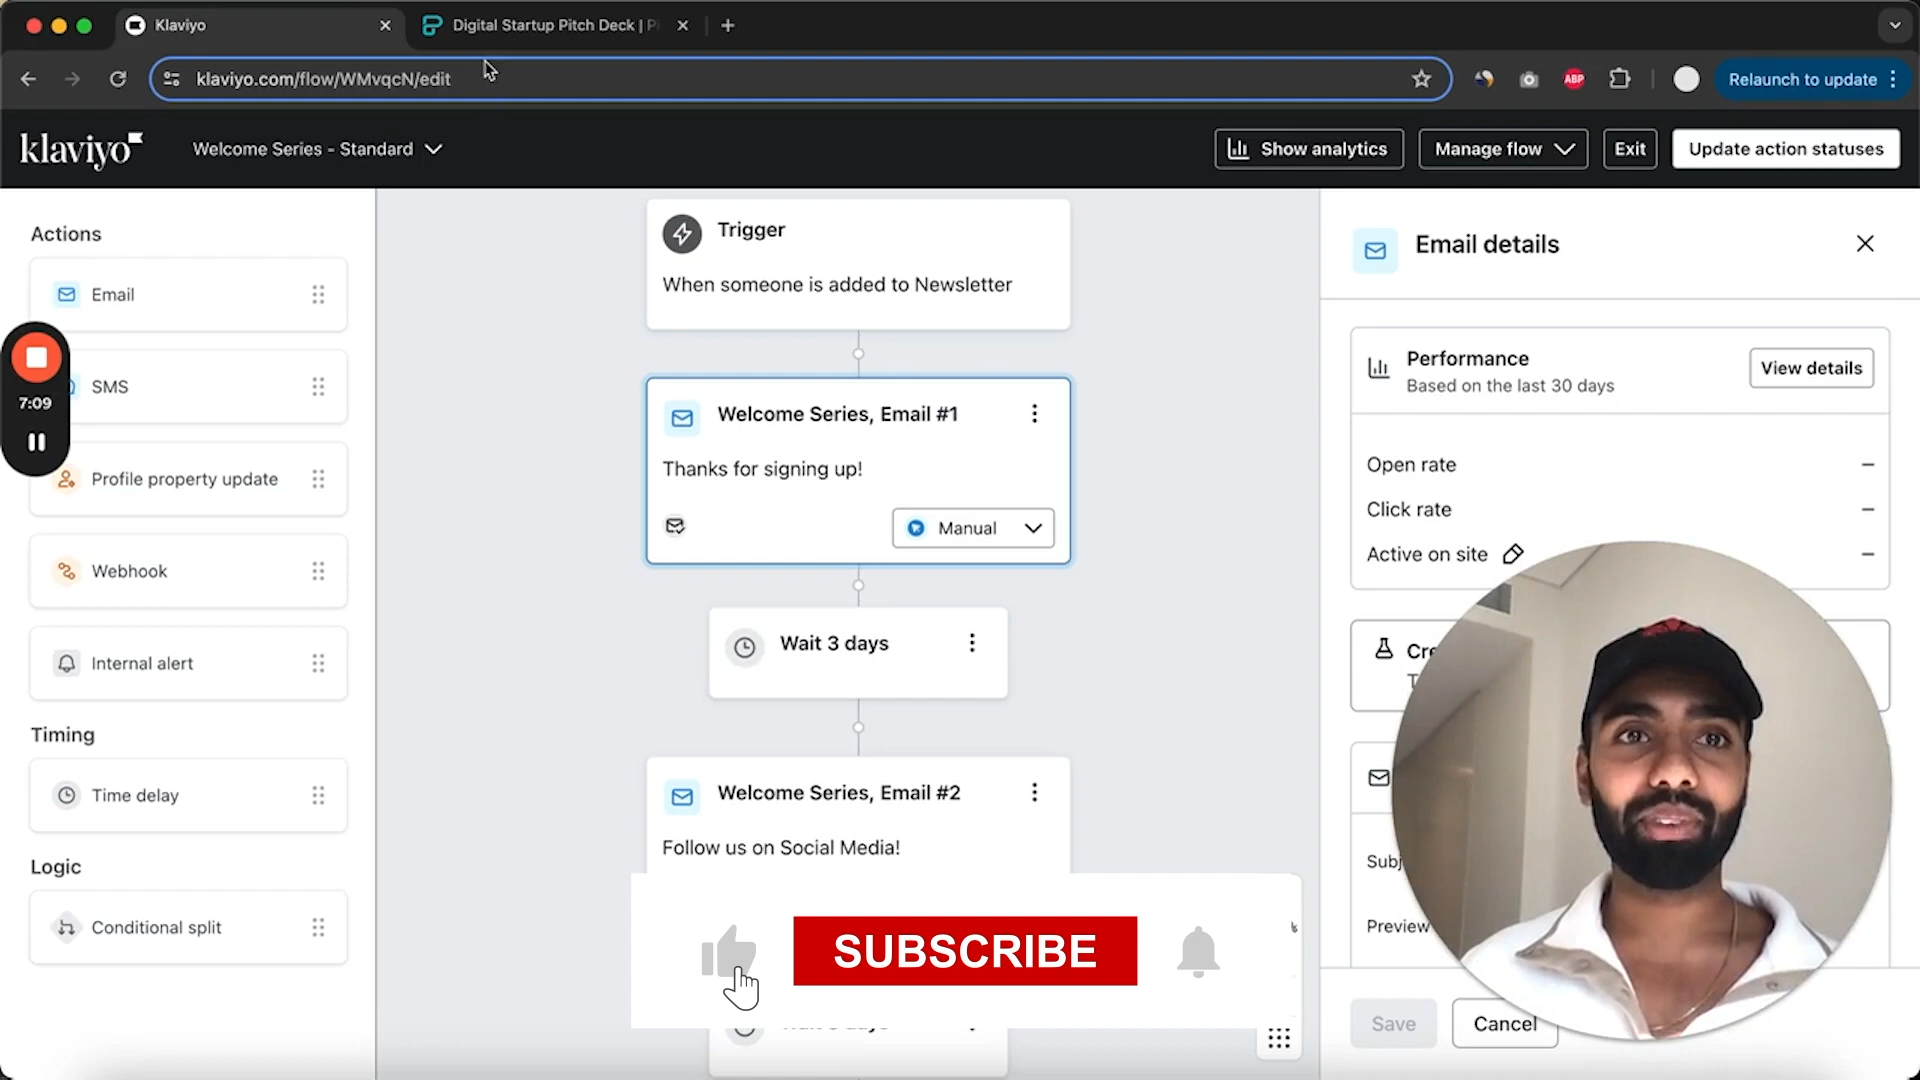 Klaviyo
Digital Startup Pitch Deck |
klaviyo.com/flow/WMvqcN/edit
ABP
Relaunch to update
klaviyo
Welcome Series - Standard
Show analytics
Manage flow
Exit
Update action statuses
Actions
Email
SMS
7:09
Profile property update
Webhook
Internal alert
Timing
Time delay
Logic
Conditional split
Trigger
When someone is added to Newsletter
Welcome Series, Email #1
Thanks for signing up!
Manual
Wait 3 days
Welcome Series, Email #2
Follow us on Social Media!
SUBSCRIBE
Email details
Performance
Based on the last 30 days
View details
Open rate
Click rate
Active on site
Preview
Save
Cancel